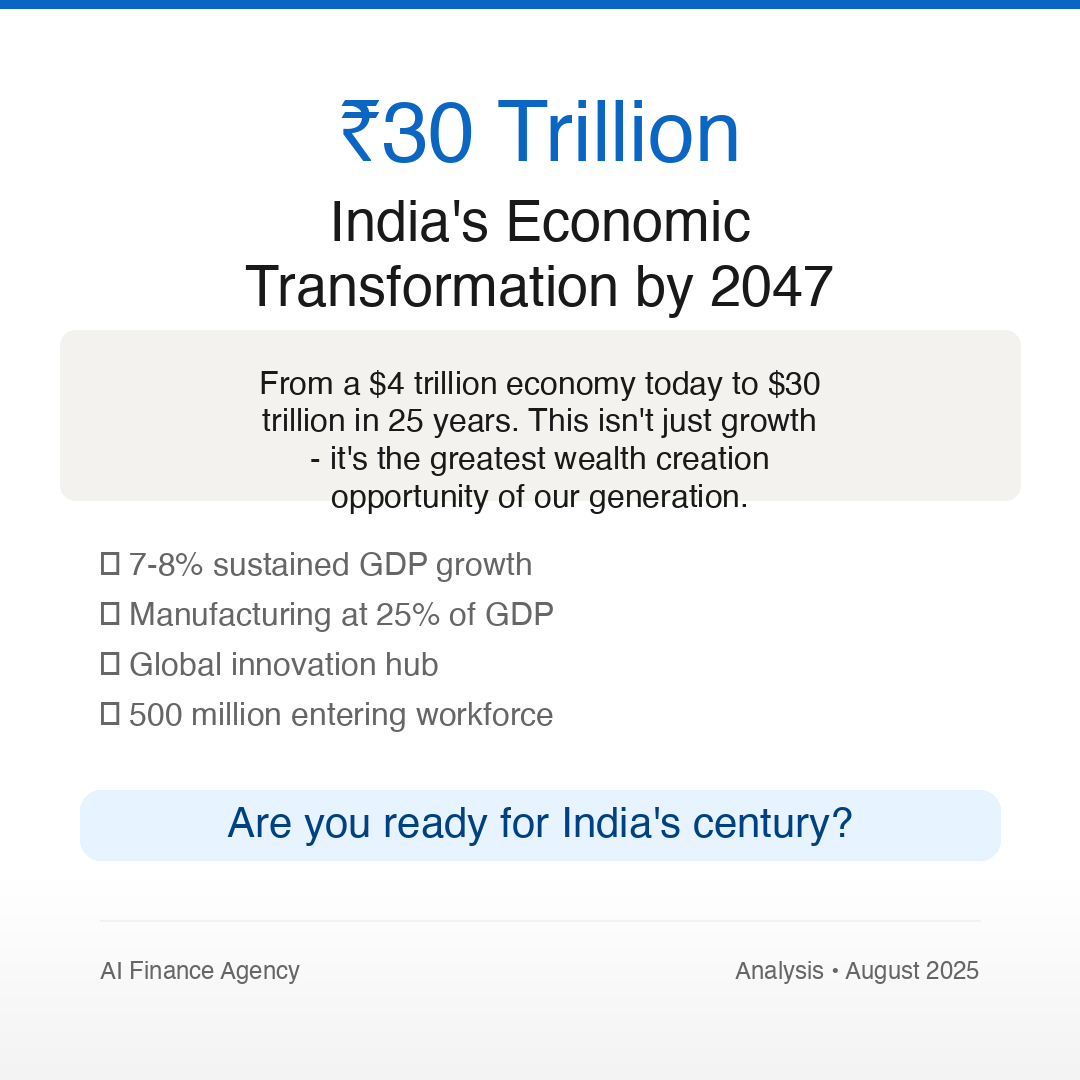 ₹30 Trillion
India's Economic
Transformation by 2047
From a $4 trillion economy today to $30
trillion in 25 years. This isn't just growth
- it's the greatest wealth creation
opportunity of our generation.
□ 7-8% sustained GDP growth
□ Manufacturing at 25% of GDP
□ Global innovation hub
□ 500 million entering workforce
Are you ready for India's century?
AI Finance Agency
Analysis • August 2025